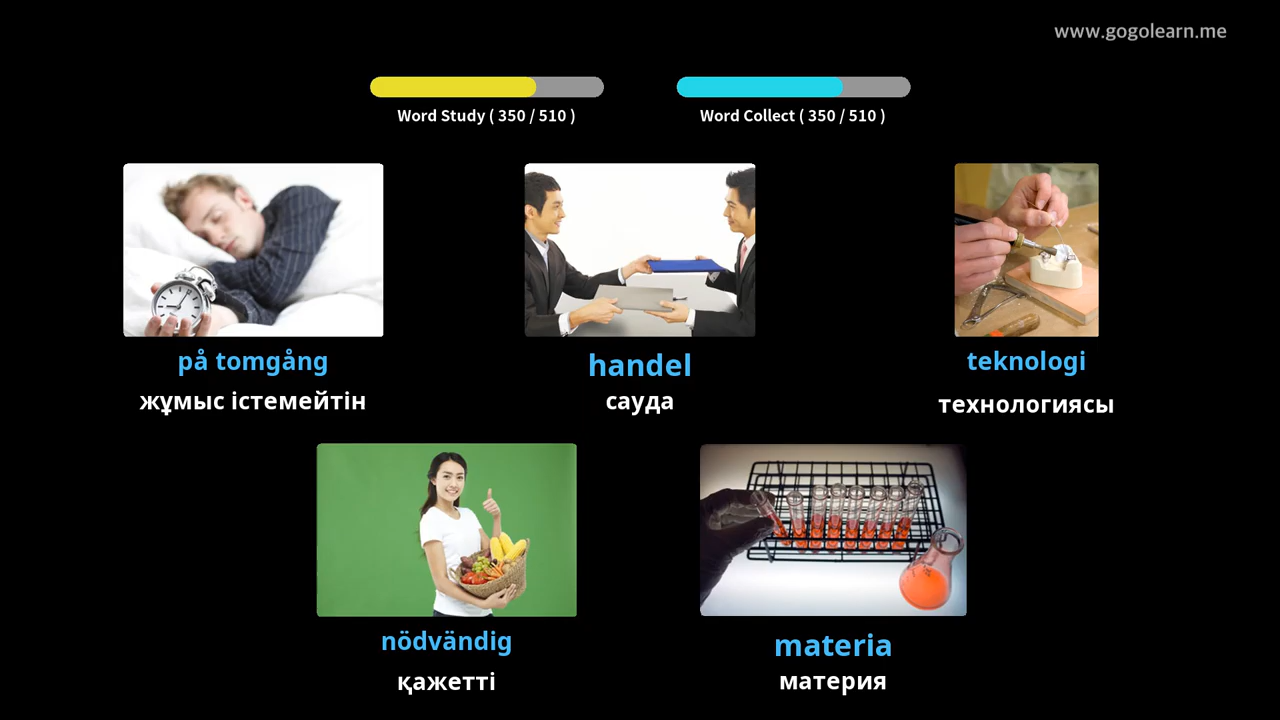 www.gogolearn.me
Word Study ( 350 / 510 )
Word Collect ( 350 / 510 )
på tomgång
жұмыс істемейтін
handel
сауда
teknologi
технологиясы
nödvändig
қажетті
materia
материя